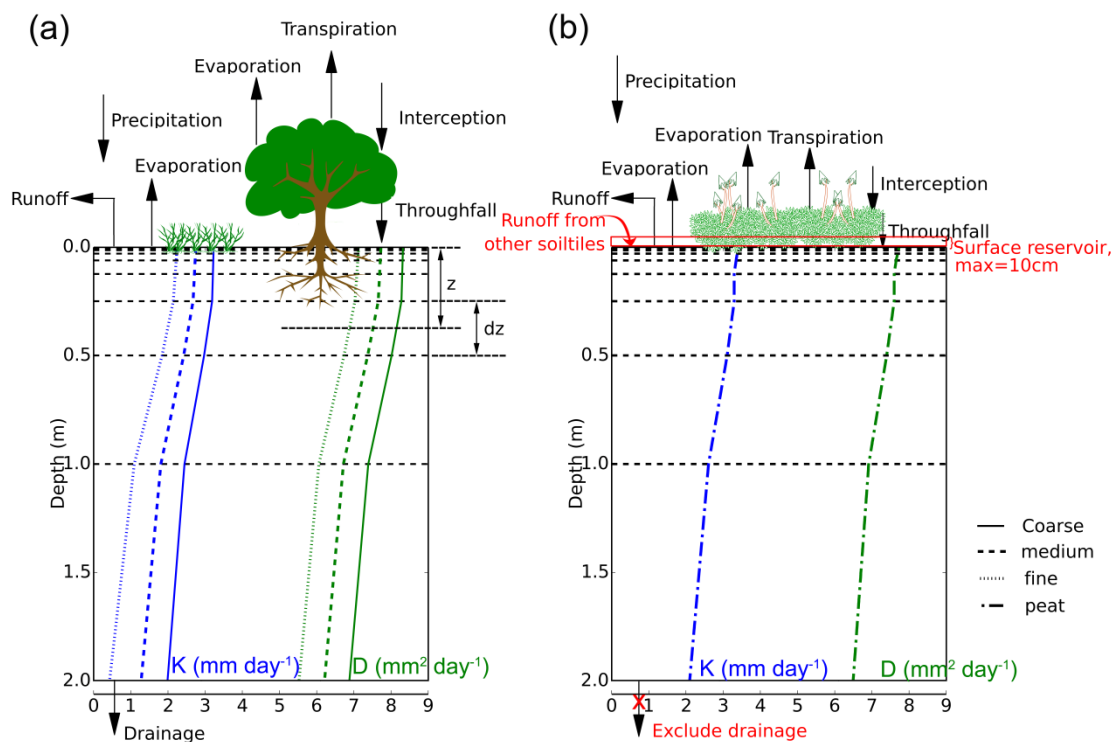 (a)
Transpiration
Evaporation
Precipitation
Interception
Evaporation
Runoff
Throughfall
0.0
z
dz
0.5
Depth (m)
1.0
1.5
K (mm day⁻¹)
D (mm² day⁻¹)
2.0
0 1 2 3 4 5 6 7 8 9
Drainage
(b)
Precipitation
Evaporation
Transpiration
Evaporation
Interception
Runoff
Runoff from
other soiltiles
Throughfall
Surface reservoir,
max=10cm
0.0
0.5
Depth (m)
1.0
1.5
K (mm day⁻¹)
D (mm² day⁻¹)
2.0
0 1 2 3 4 5 6 7 8 9
X
Exclude drainage
Coarse
medium
fine
peat